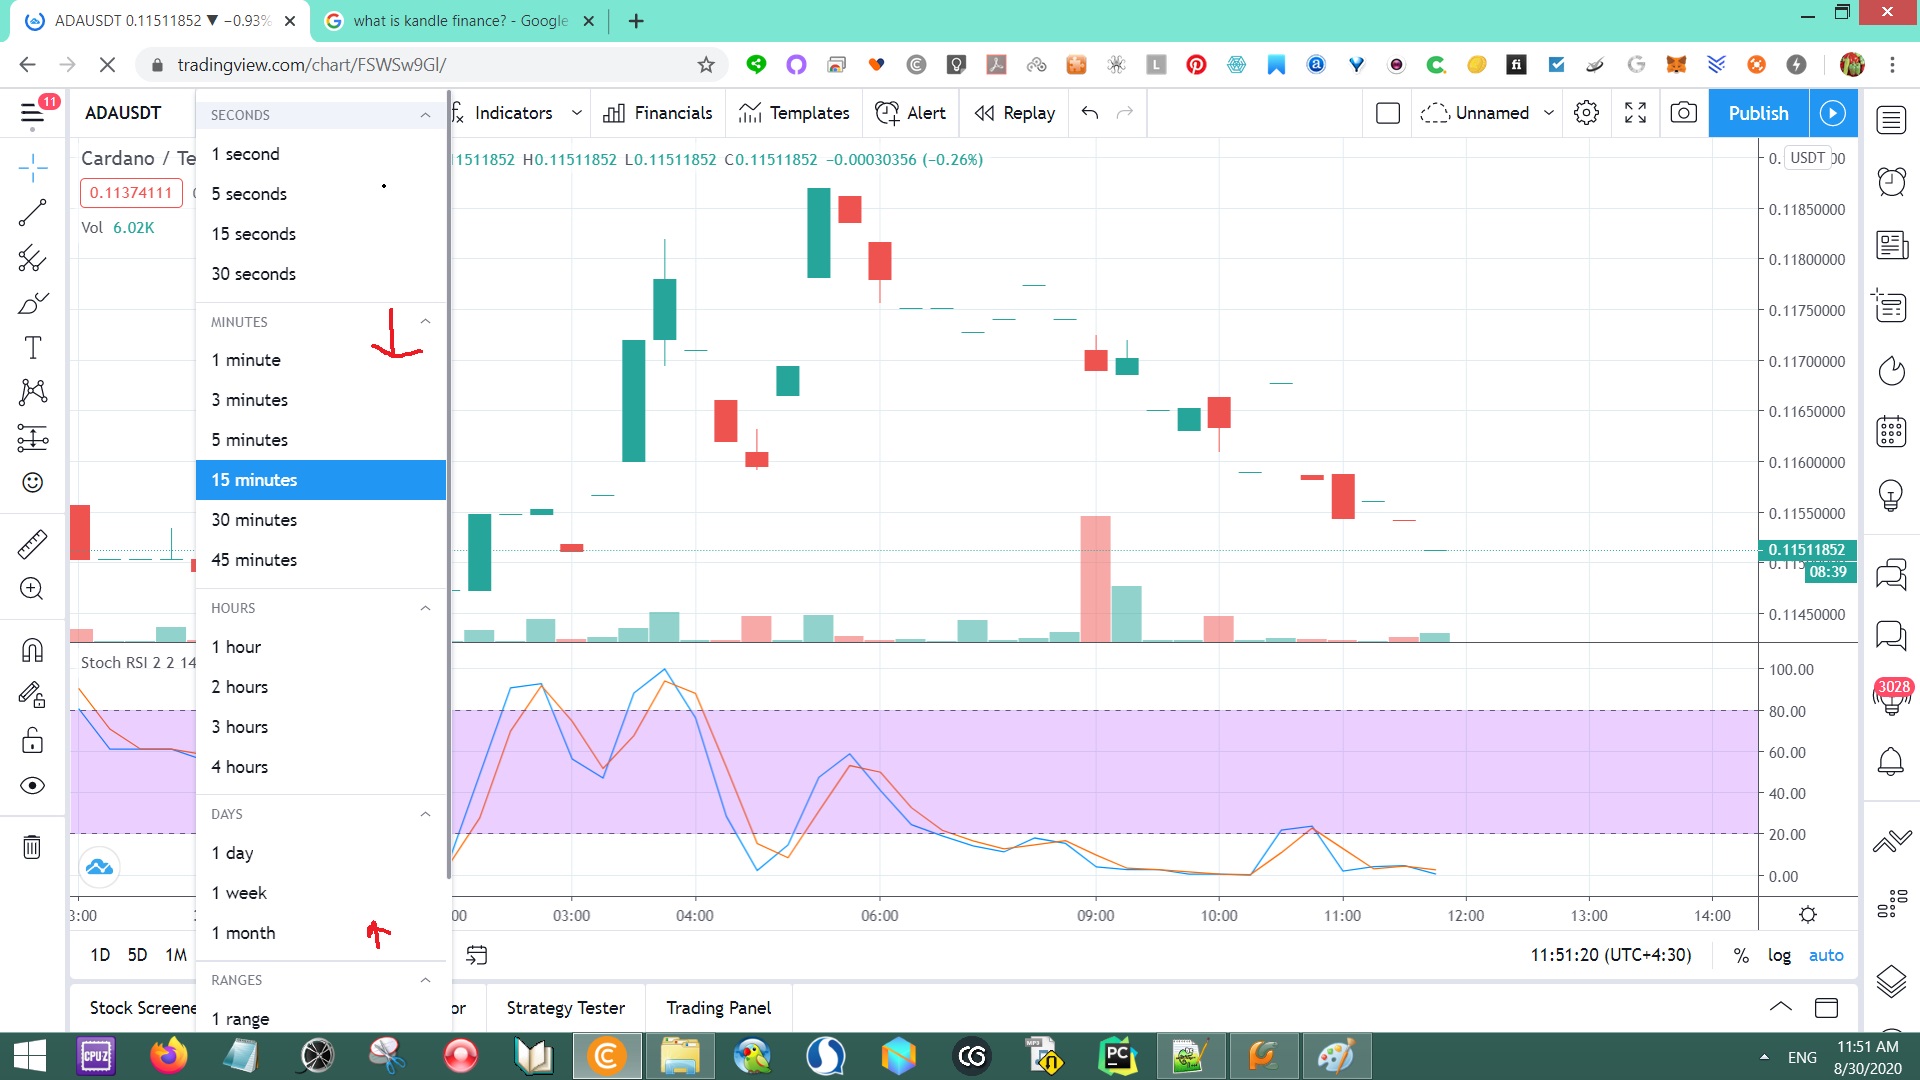 ADAUSDT 0.11511852 ▼ −0.93%
what is kandle finance? - Google
tradingview.com/chart/FSWSw9Gl/
11
ADAUSDT
Indicators
Financials
Templates
Alert
Replay
Unnamed
Publish
Cardano / Te
11511852 H0.11511852 L0.11511852 C0.11511852 −0.00030356 (−0.26%)
0.11374111
Vol 6.02K
SECONDS
1 second
5 seconds
15 seconds
30 seconds
MINUTES
1 minute
3 minutes
5 minutes
15 minutes
30 minutes
45 minutes
HOURS
1 hour
2 hours
3 hours
4 hours
DAYS
1 day
1 week
1 month
RANGES
1 range
USDT
0.11850000
0.11800000
0.11750000
0.11700000
0.11650000
0.11600000
0.11550000
0.11511852
08:39
0.11450000
Stoch RSI 2 2 14
100.00
80.00
60.00
40.00
20.00
0.00
3028
3:00
00
03:00
04:00
06:00
09:00
10:00
11:00
12:00
13:00
14:00
1D 5D 1M
11:51:20 (UTC+4:30)
% log auto
Stock Screene
or
Strategy Tester
Trading Panel
CPUZ
MP3
PC
ENG
11:51 AM
8/30/2020